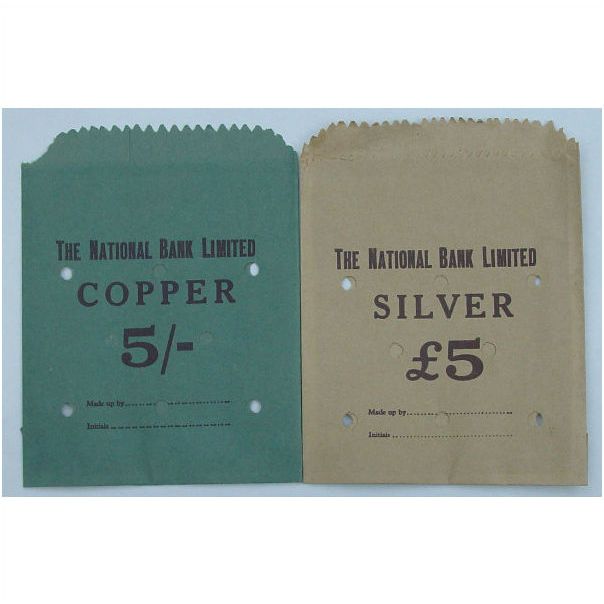 THE NATIONAL BANK LIMITED
COPPER
5/-
Made up by
Initials
THE NATIONAL BANK LIMITED
SILVER
£5
Made up by
Initials